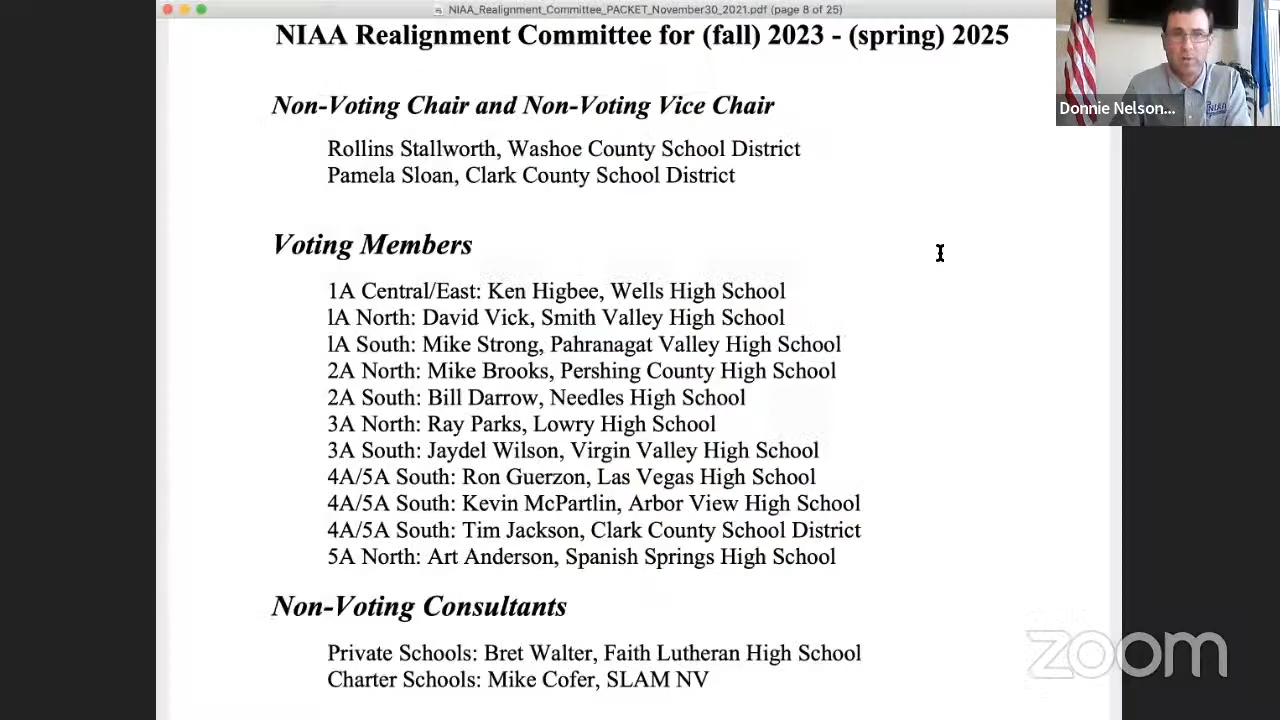 NIAA_Realignment_Committee_PACKET_November30_2021.pdf (page 8 of 25)
NIAA Realignment Committee for (fall) 2023 - (spring) 2025
Non-Voting Chair and Non-Voting Vice Chair
Rollins Stallworth, Washoe County School District
Pamela Sloan, Clark County School District
Voting Members
1A Central/East: Ken Higbee, Wells High School
lA North: David Vick, Smith Valley High School
lA South: Mike Strong, Pahranagat Valley High School
2A North: Mike Brooks, Pershing County High School
2A South: Bill Darrow, Needles High School
3A North: Ray Parks, Lowry High School
3A South: Jaydel Wilson, Virgin Valley High School
4A/5A South: Ron Guerzon, Las Vegas High School
4A/5A South: Kevin McPartlin, Arbor View High School
4A/5A South: Tim Jackson, Clark County School District
5A North: Art Anderson, Spanish Springs High School
Non-Voting Consultants
Private Schools: Bret Walter, Faith Lutheran High School
Charter Schools: Mike Cofer, SLAM NV
Donnie Nelson...
NIAA
zoom